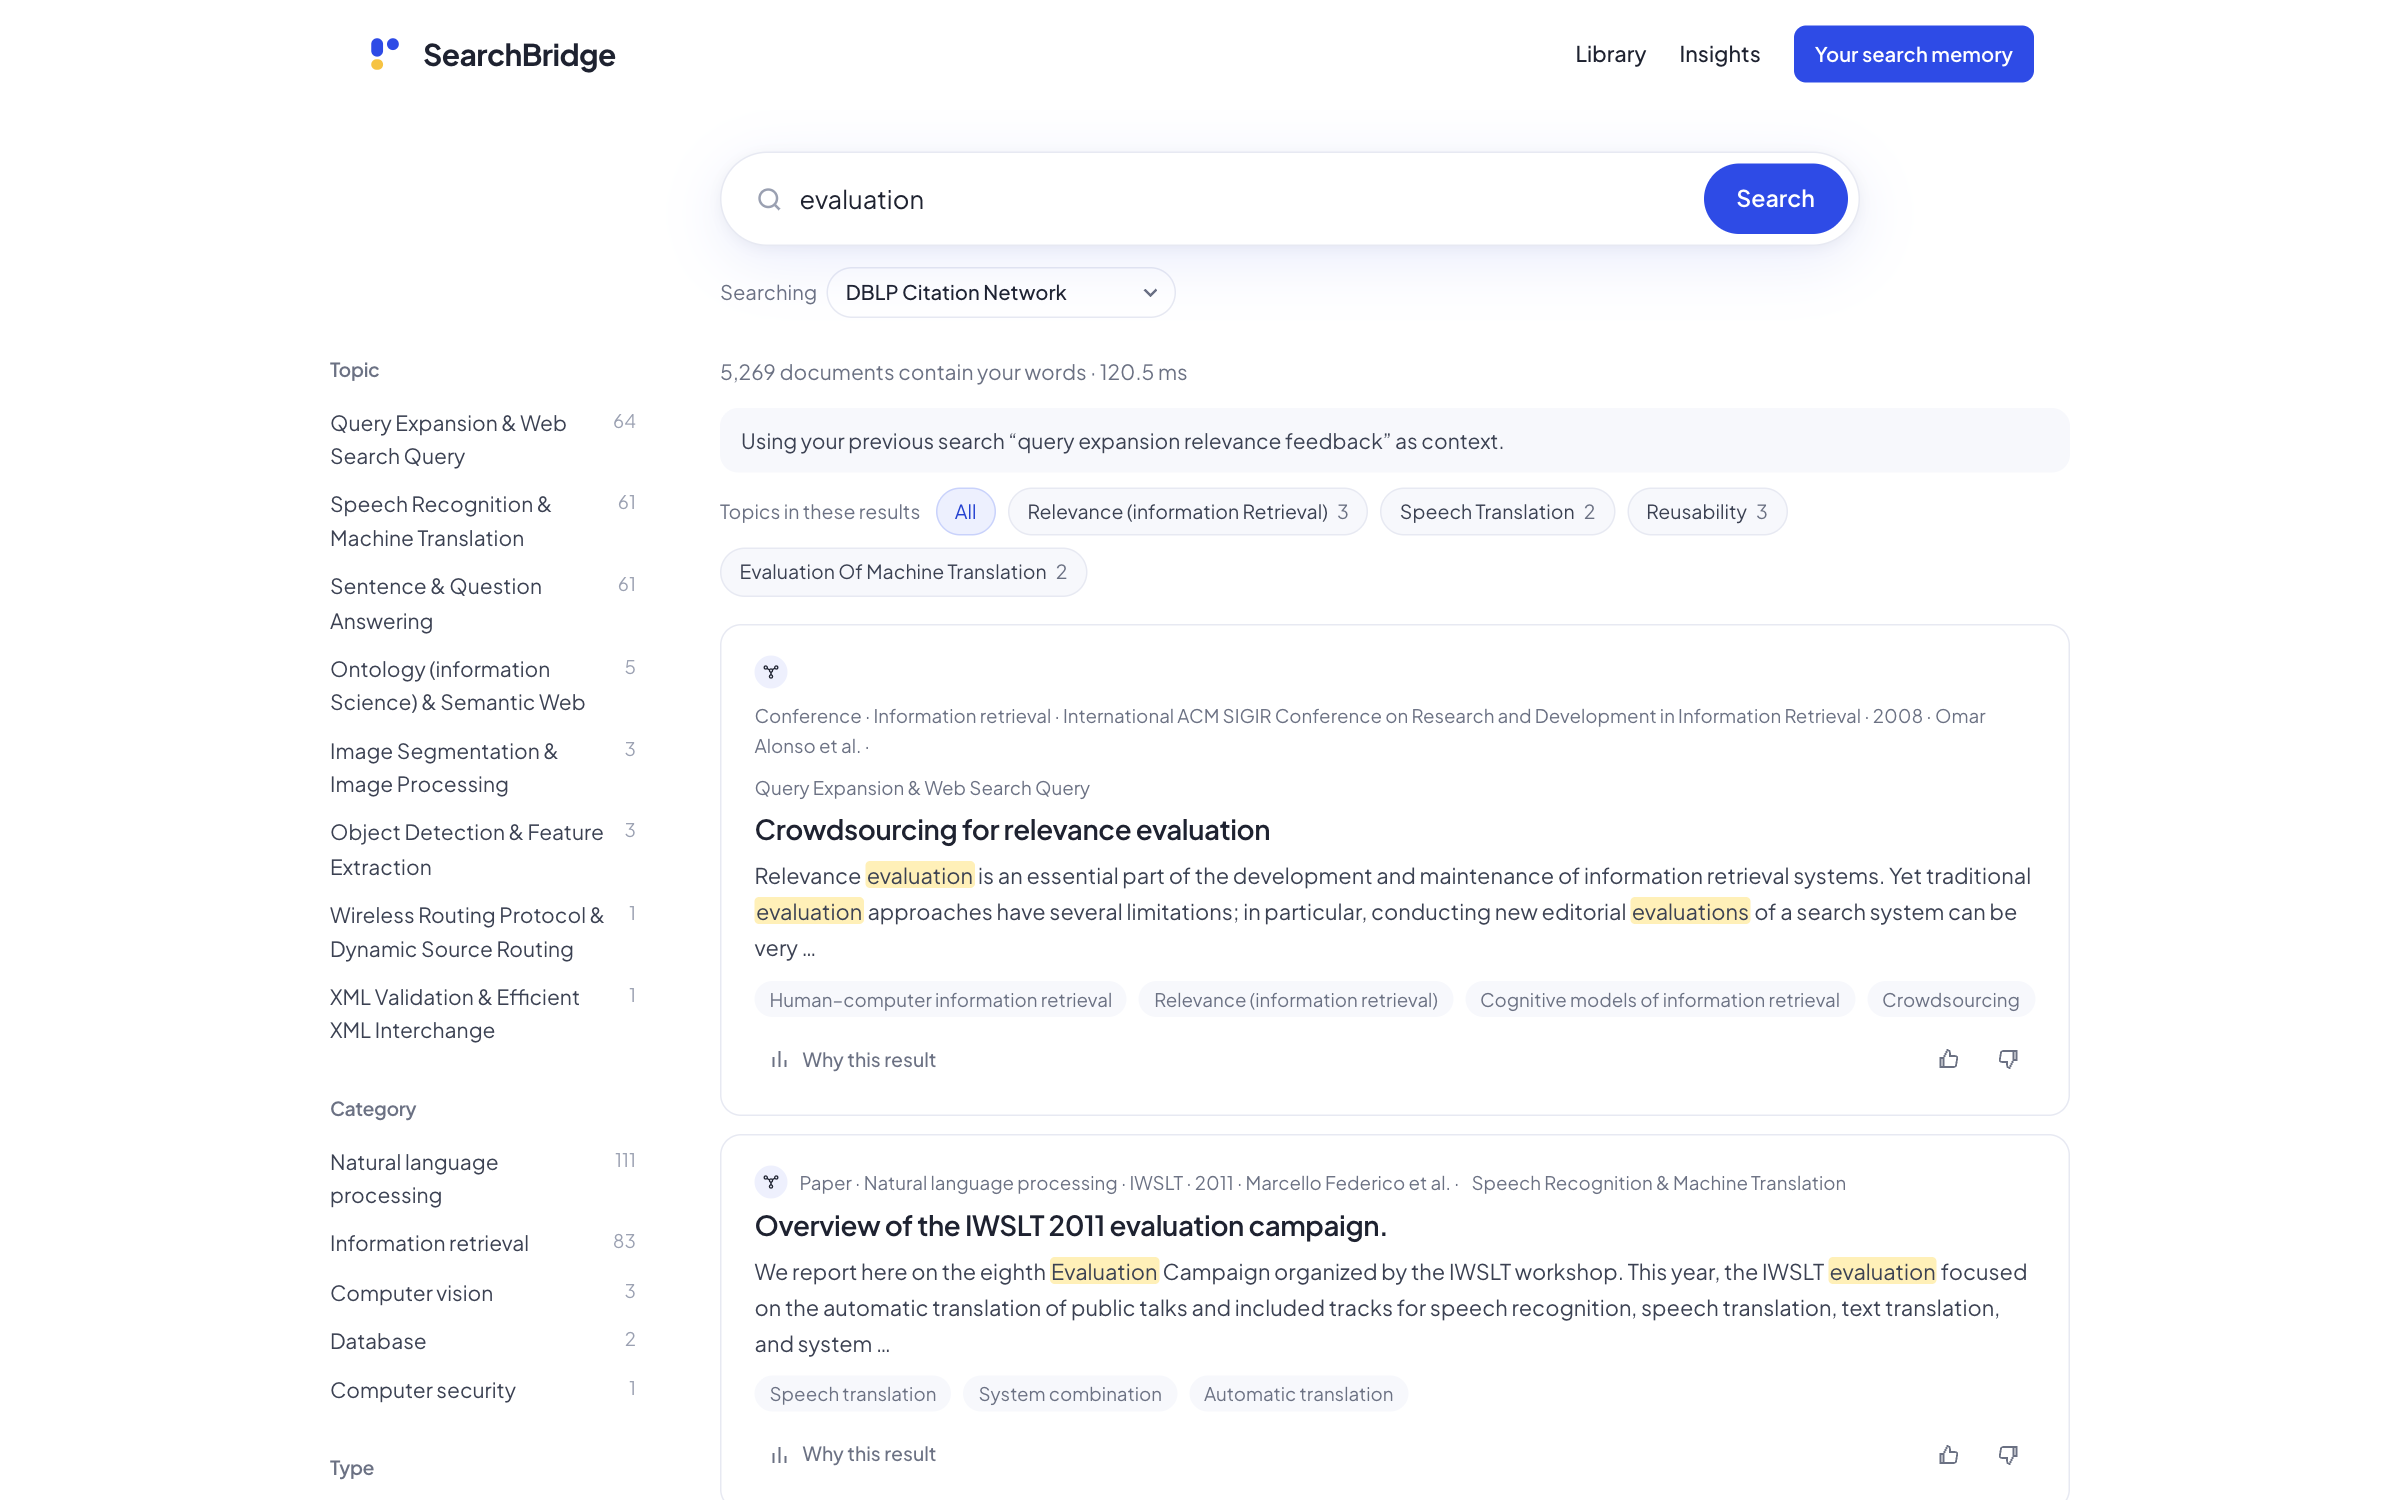 SearchBridge
Library
Insights
Your search memory
evaluation
Search
Searching
DBLP Citation Network
Topic
Query Expansion & Web 64
Search Query
Speech Recognition & 61
Machine Translation
Sentence & Question 61
Answering
Ontology (information 5
Science) & Semantic Web
Image Segmentation & 3
Image Processing
Object Detection & Feature 3
Extraction
Wireless Routing Protocol & 1
Dynamic Source Routing
XML Validation & Efficient 1
XML Interchange
Category
Natural language 111
processing
Information retrieval 83
Computer vision 3
Database 2
Computer security 1
Type
5,269 documents contain your words · 120.5 ms
Using your previous search “query expansion relevance feedback” as context.
Topics in these results All Relevance (information Retrieval) 3 Speech Translation 2 Reusability 3
Evaluation Of Machine Translation 2
Conference · Information retrieval · International ACM SIGIR Conference on Research and Development in Information Retrieval · 2008 · Omar
Alonso et al. ·
Query Expansion & Web Search Query
Crowdsourcing for relevance evaluation
Relevance evaluation is an essential part of the development and maintenance of information retrieval systems. Yet traditional
evaluation approaches have several limitations; in particular, conducting new editorial evaluations of a search system can be
very ...
Human–computer information retrieval Relevance (information retrieval) Cognitive models of information retrieval Crowdsourcing
Why this result
Paper · Natural language processing · IWSLT · 2011 · Marcello Federico et al. · Speech Recognition & Machine Translation
Overview of the IWSLT 2011 evaluation campaign.
We report here on the eighth Evaluation Campaign organized by the IWSLT workshop. This year, the IWSLT evaluation focused
on the automatic translation of public talks and included tracks for speech recognition, speech translation, text translation,
and system ...
Speech translation System combination Automatic translation
Why this result